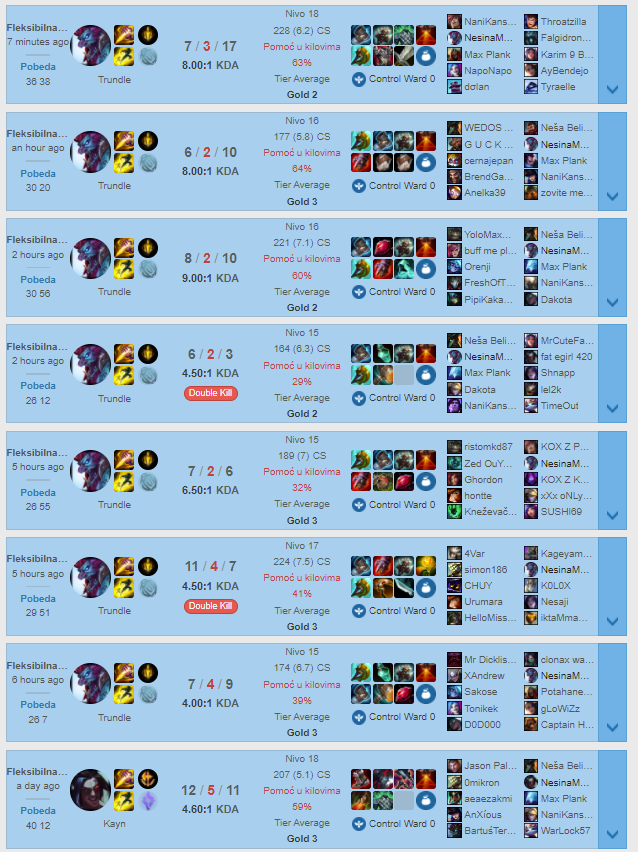 Fleksibilna...
7 minutes ago
Pobeda
36 38
Trundle
7 / 3 / 17
8.00:1 KDA
Nivo 18
228 (6.2) CS
Pomoć u kilovima
63%
Tier Average
Gold 2
Control Ward 0
NaniKans...
NesinaM...
Max Plank
NapoNapo
dσlan
Throatzilla
Falgidron...
Karim 9 B...
AyBendejo
Tyraelle
Fleksibilna...
an hour ago
Pobeda
30 20
Trundle
6 / 2 / 10
8.00:1 KDA
Nivo 16
177 (5.8) CS
Pomoć u kilovima
64%
Tier Average
Gold 3
Control Ward 0
WEDOS ...
G U C K ...
cernajepan
BrendGa...
Anelka39
Neša Beli...
NesinaM...
Max Plank
NaniKans...
zovite me...
Fleksibilna...
2 hours ago
Pobeda
30 56
Trundle
8 / 2 / 10
9.00:1 KDA
Nivo 16
221 (7.1) CS
Pomoć u kilovima
60%
Tier Average
Gold 2
Control Ward 0
YoloMax...
buff me pl...
Orenji
FreshOfT...
PipiKaka...
Neša Beli...
NesinaM...
Max Plank
NaniKans...
Dakota
Fleksibilna...
2 hours ago
Pobeda
26 12
Trundle
6 / 2 / 3
4.50:1 KDA
Double Kill
Nivo 15
164 (6.3) CS
Pomoć u kilovima
29%
Tier Average
Gold 2
Control Ward 0
Neša Beli...
NesinaM...
Max Plank
Dakota
NaniKans...
MrCuteFa...
fat egirl 420
Shnapp
lel2k
TimeOut
Fleksibilna...
5 hours ago
Pobeda
26 55
Trundle
7 / 2 / 6
6.50:1 KDA
Nivo 15
189 (7) CS
Pomoć u kilovima
32%
Tier Average
Gold 3
Control Ward 0
ristomkd87
Zed OuY...
Ghordon
hontte
Kneževač...
KOX Z P...
NesinaM...
KOX Z K...
xXx oNLy...
SUSHI69
Fleksibilna...
5 hours ago
Pobeda
29 51
Trundle
11 / 4 / 7
4.50:1 KDA
Double Kill
Nivo 17
224 (7.5) CS
Pomoć u kilovima
41%
Tier Average
Gold 3
Control Ward 0
4Var
simon186
CHUY
Urumara
HelloMiss...
Kageyam...
NesinaM...
K0L0X
Nesaji
iktaMma...
Fleksibilna...
6 hours ago
Pobeda
26 7
Trundle
7 / 4 / 9
4.00:1 KDA
Nivo 15
174 (6.7) CS
Pomoć u kilovima
39%
Tier Average
Gold 3
Control Ward 0
Mr Dicklis...
XAndrew
Sakose
Tonikek
D0D000
clonax wa...
NesinaM...
Potahane...
gLoWiZz
Captain H...
Fleksibilna...
a day ago
Pobeda
40 12
Kayn
12 / 5 / 11
4.60:1 KDA
Nivo 18
207 (5.1) CS
Pomoć u kilovima
59%
Tier Average
Gold 3
Control Ward 0
Jason Pal...
0mikron
aeaezakmi
AnXíous
BartuśTer...
Neša Beli...
NesinaM...
Max Plank
NaniKans...
WarLock57